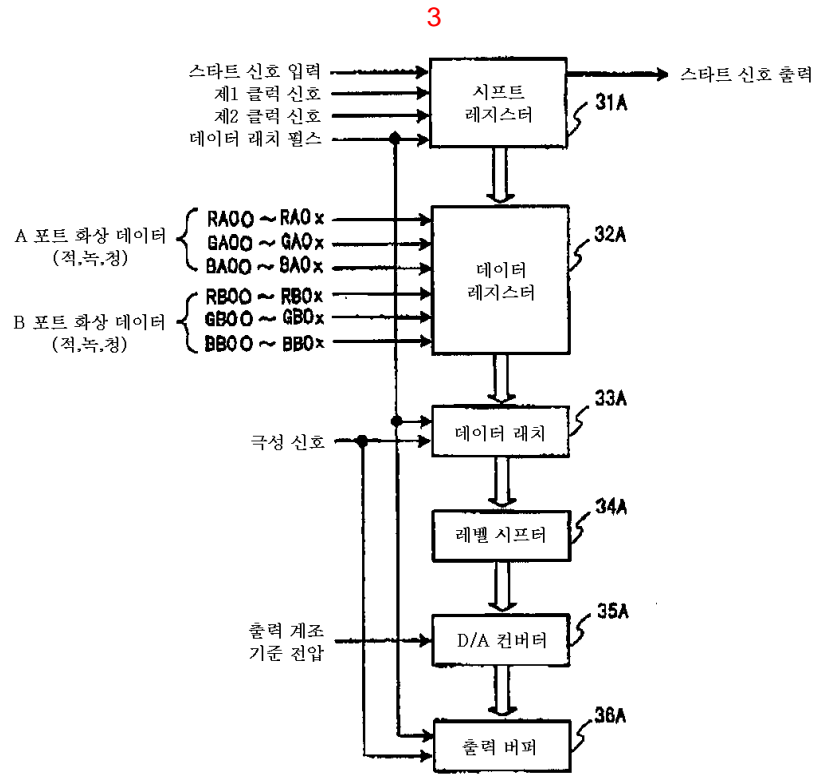 3
스타트 신호 입력
제1 클럭 신호
제2 클럭 신호
데이터 래치 펄스
시프트
레지스터
31A
스타트 신호 출력
A 포트 화상 데이터
(적,녹,청)
RA00 ~ RA0x
GA00 ~ GA0x
BA00 ~ BA0x
B 포트 화상 데이터
(적,녹,청)
RB00 ~ RB0x
GB00 ~ GB0x
BB00 ~ BB0x
데이터
레지스터
32A
극성 신호
데이터 래치
33A
레벨 시프터
34A
출력 계조
기준 전압
D/A 컨버터
35A
출력 버퍼
36A